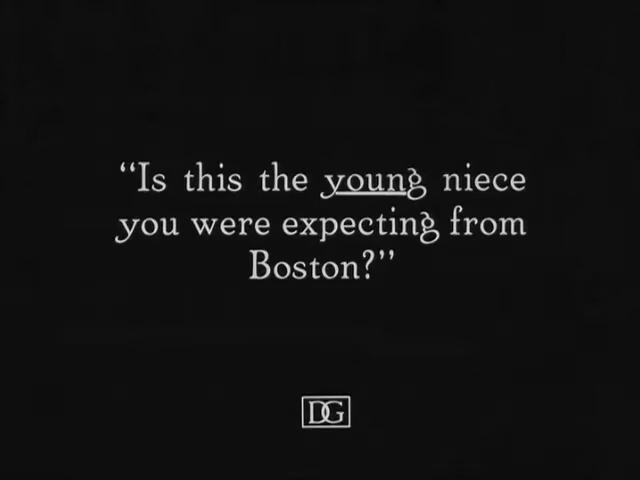 “Is this the young niece
you were expecting from
Boston?”
DG